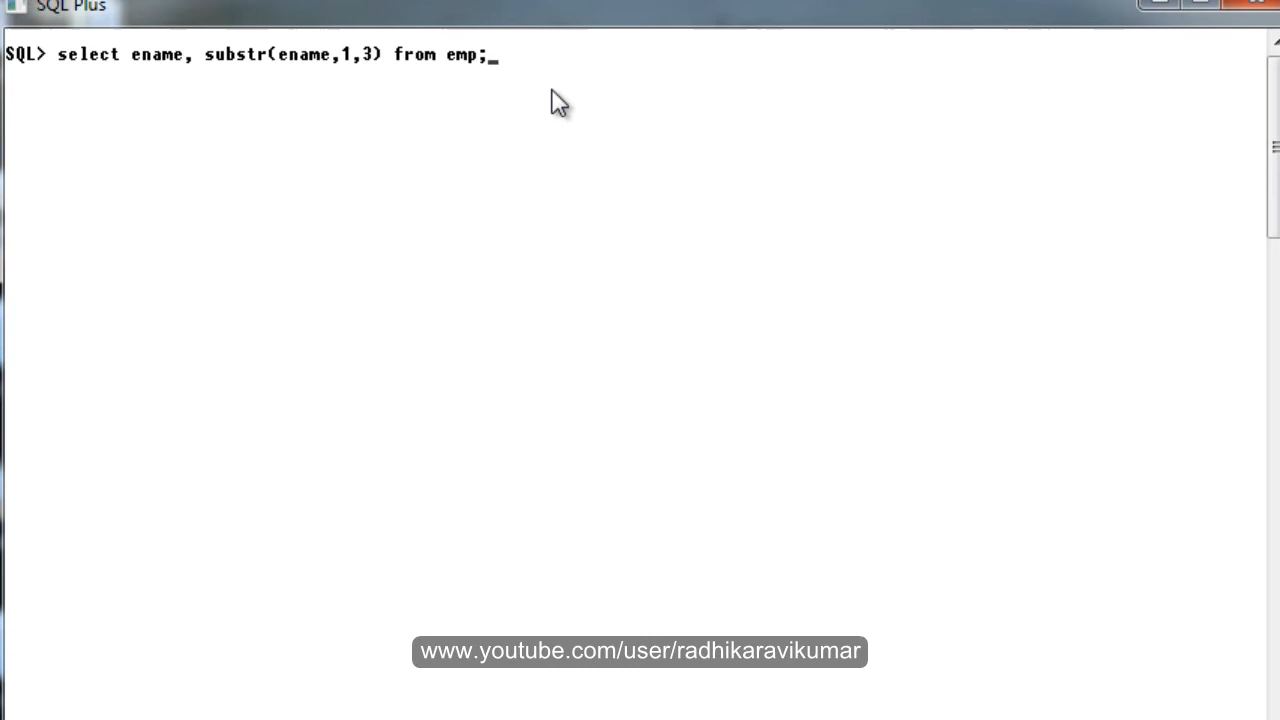 SQL Plus
SQL> select ename, substr(ename,1,3) from emp;_
www.youtube.com/user/radhikaravikumar